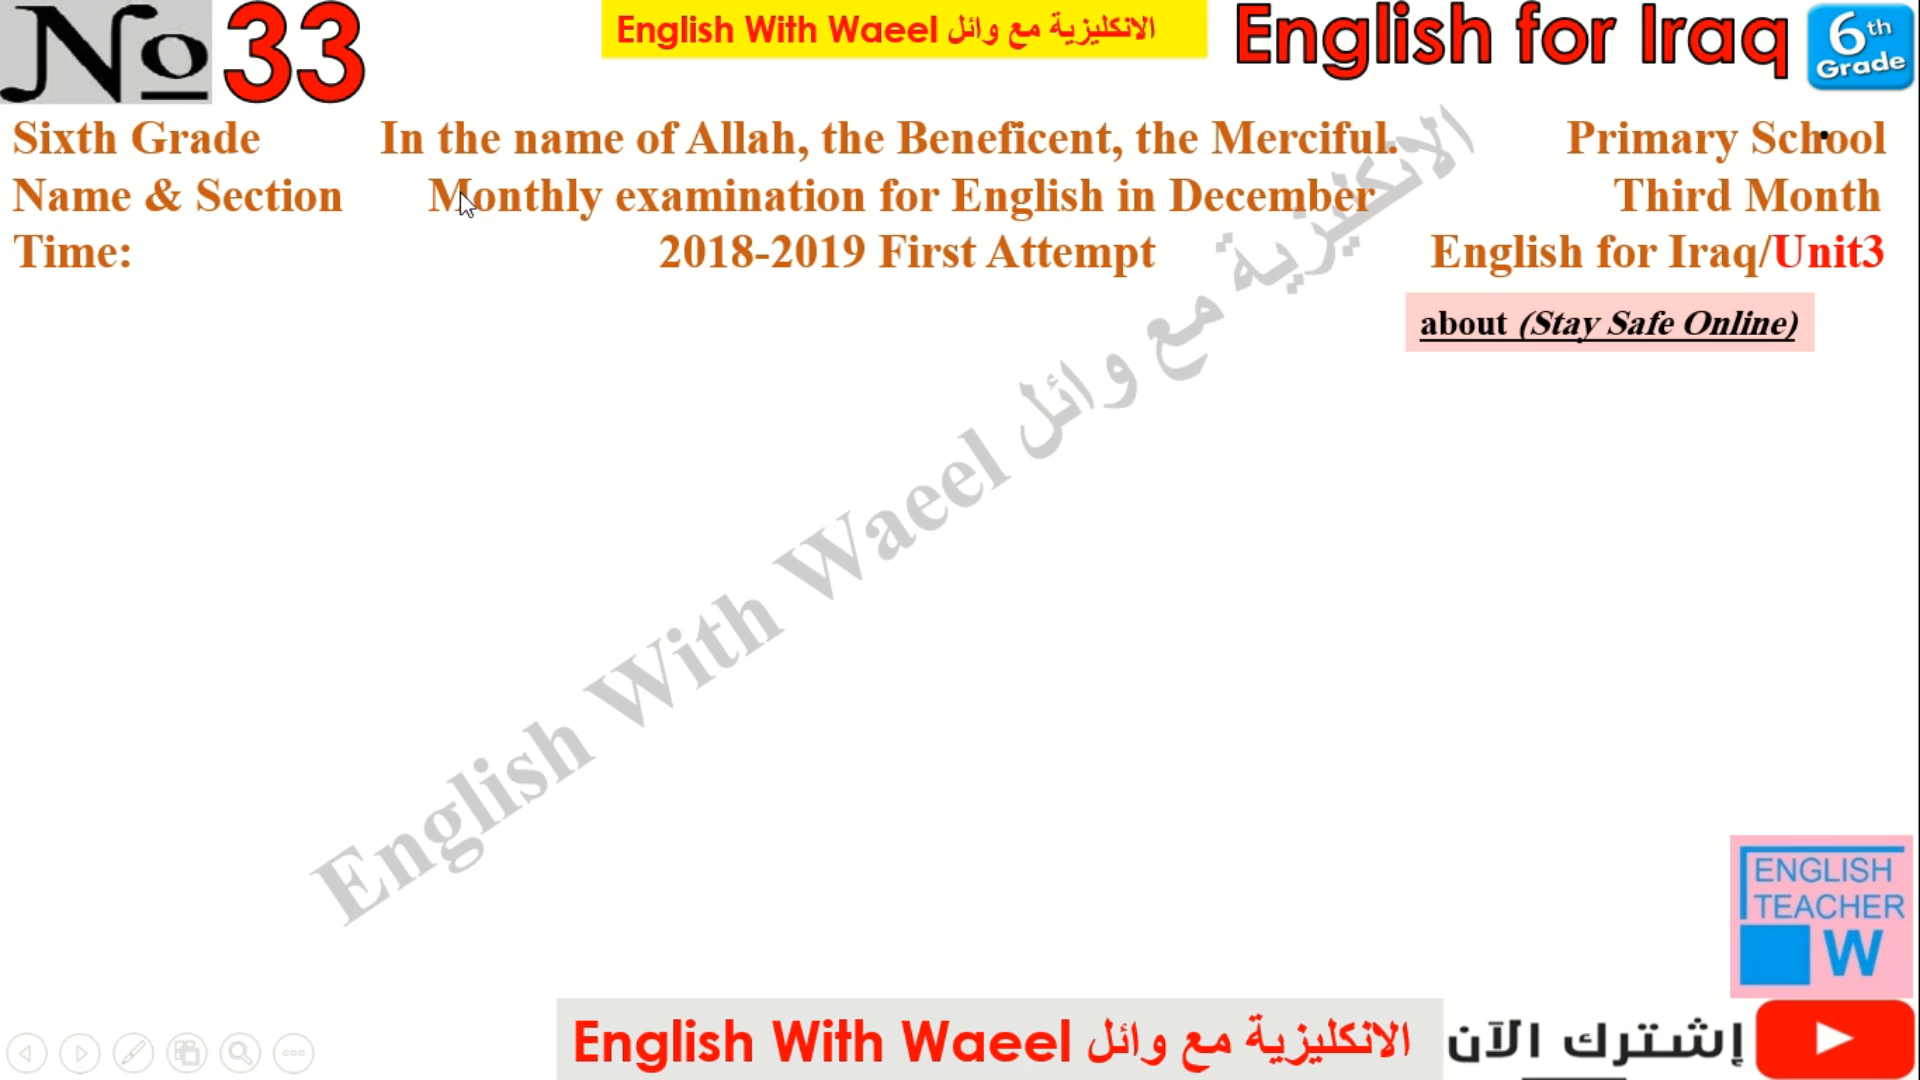 No 33
English With Waeel الانكليزية مع وائل
English for Iraq
6th Grade
Sixth Grade In the name of Allah, the Beneficent, the Merciful. Primary School
Name & Section Monthly examination for English in December Third Month
Time: 2018-2019 First Attempt English for Iraq/Unit3
about (Stay Safe Online)
English With Waeel الانكليزية مع وائل
ENGLISH
TEACHER
W
English With Waeel الانكليزية مع وائل
إشترك الآن